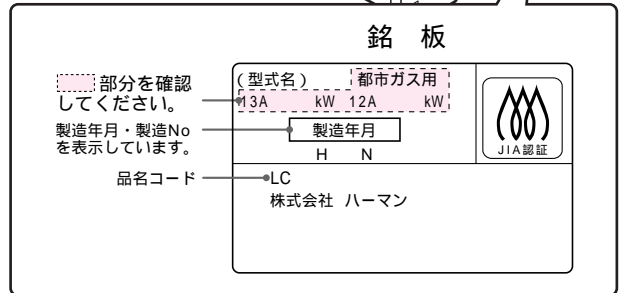 銘 板
部分を確認
してください。
製造年月・製造No
を表示しています。
品名コード
(型式名) 都市ガス用
13A kW 12A kW
製造年月
H N
JIA認証
LC
株式会社 ハーマン